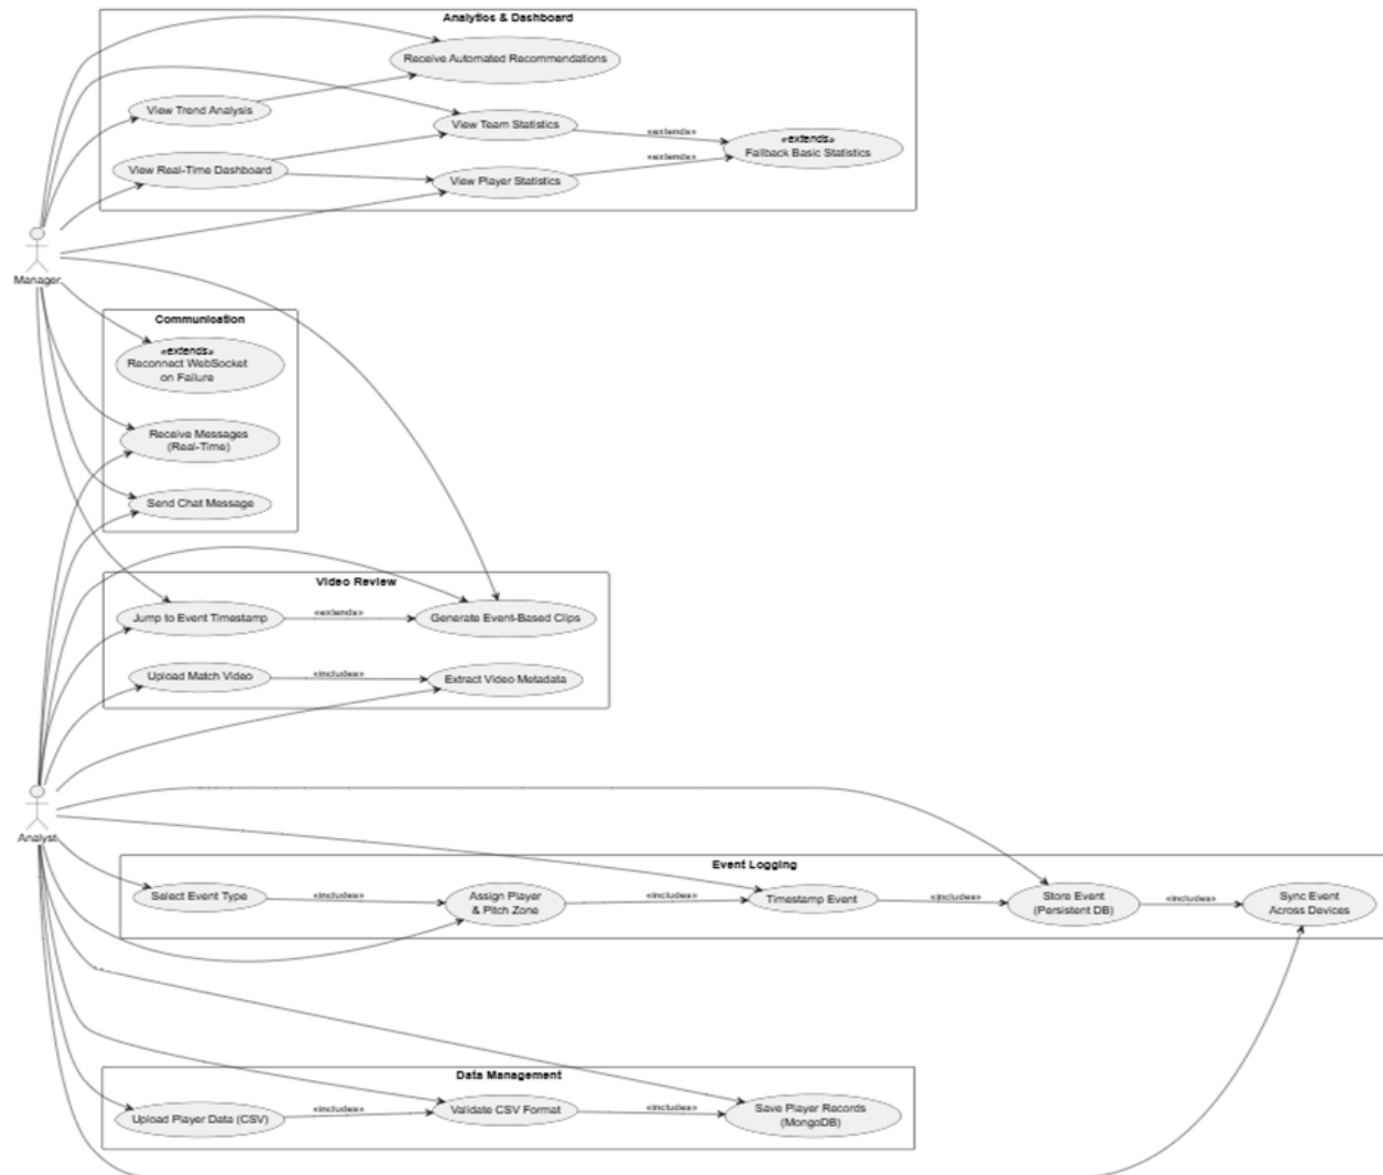 Analytics & Dashboard
Receive Automated Recommendations
View Trend Analysis
View Team Statistics
«extends»
«extends»
Fallback Basic Statistics
«extends»
View Real-Time Dashboard
View Player Statistics
Manager
Communication
«extends»
Reconnect WebSocket
on Failure
Receive Messages
(Real-Time)
Send Chat Message
Video Review
Jump to Event Timestamp
«extends»
Generate Event-Based Clips
Upload Match Video
«includes»
Extract Video Metadata
Analyst
Event Logging
Select Event Type
«includes»
Assign Player
& Pitch Zone
«includes»
Timestamp Event
«includes»
Store Event
(Persistent DB)
«includes»
Sync Event
Across Devices
Data Management
Upload Player Data (CSV)
«includes»
Validate CSV Format
«includes»
Save Player Records
(MongoDB)